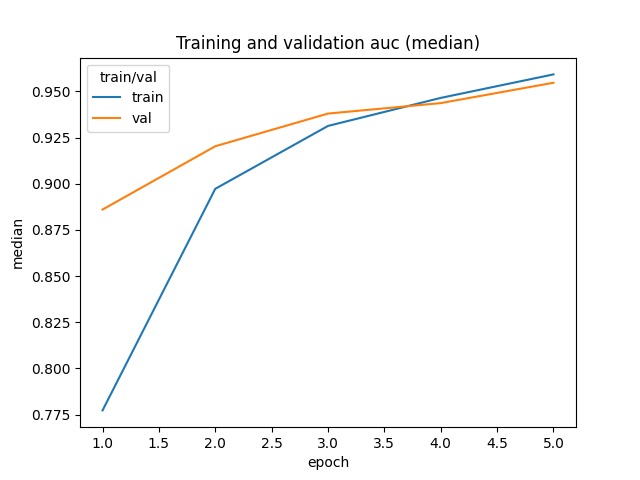 Training and validation auc (median)
train/val
train
val
median
0.950
0.925
0.900
0.875
0.850
0.825
0.800
0.775
1.0 1.5 2.0 2.5 3.0 3.5 4.0 4.5 5.0
epoch